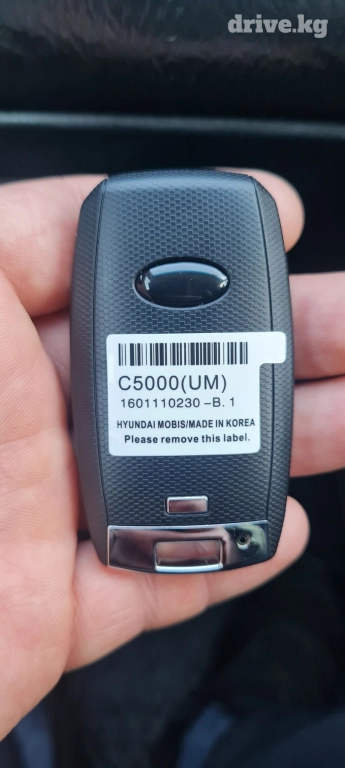 drive.kg
C5000(UM)
1601110230 -B. 1
HYUNDAI MOBIS/MADE IN KOREA
Please remove this label.